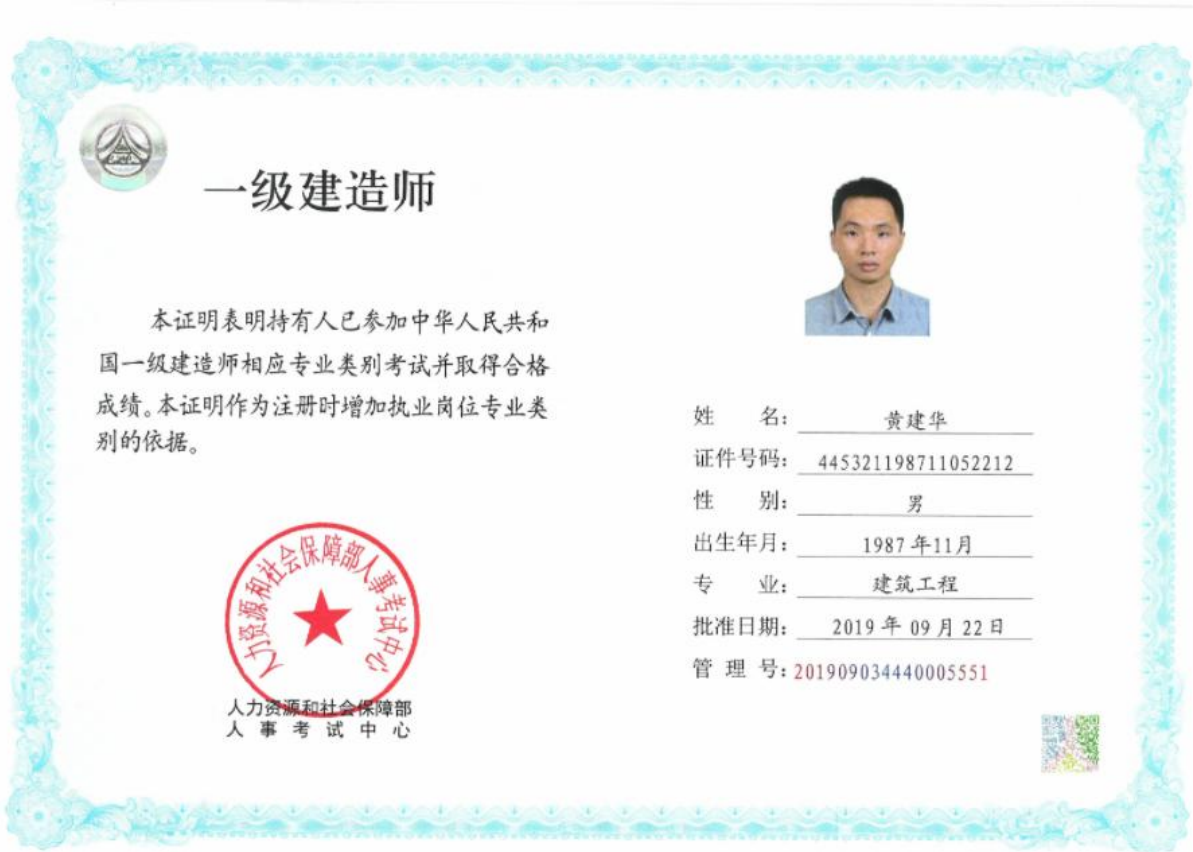 一级建造师
本证明表明持有人已参加中华人民共和
国一级建造师相应专业类别考试并取得合格
成绩。本证明作为注册时增加执业岗位专业类
别的依据。
人力资源和社会保障部人事考试中心
人力资源和社会保障部
人事考试中心
姓名：黄建华
证件号码：445321198711052212
性别：男
出生年月：1987年11月
专业：建筑工程
批准日期：2019年09月22日
管理号：201909034440005551